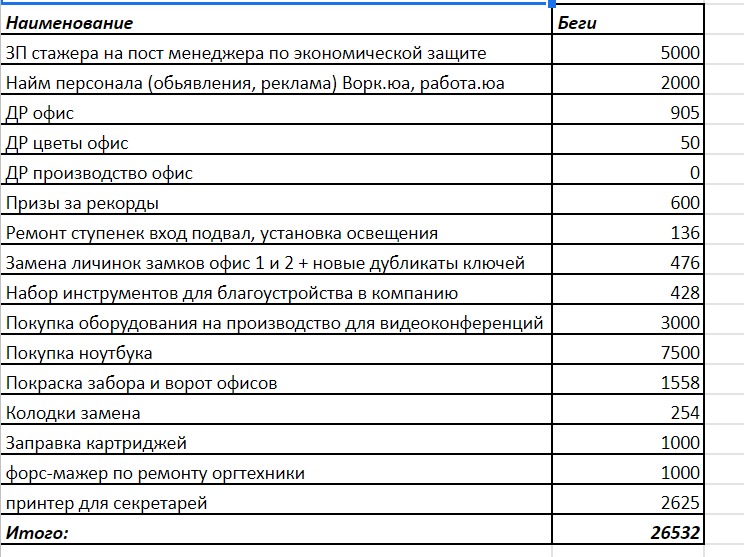 Наименование Беги
ЗП стажера на пост менеджера по экономической защите 5000
Найм персонала (обьявления, реклама) Ворк.юа, работа.юа 2000
ДР офис 905
ДР цветы офис 50
ДР производство офис 0
Призы за рекорды 600
Ремонт ступенек вход подвал, установка освещения 136
Замена личинок замков офис 1 и 2 + новые дубликаты ключей 476
Набор инструментов для благоустройства в компанию 428
Покупка оборудования на производство для видеоконференций 3000
Покупка ноутбука 7500
Покраска забора и ворот офисов 1558
Колодки замена 254
Заправка картриджей 1000
форс-мажер по ремонту оргтехники 1000
принтер для секретарей 2625
Итого: 26532